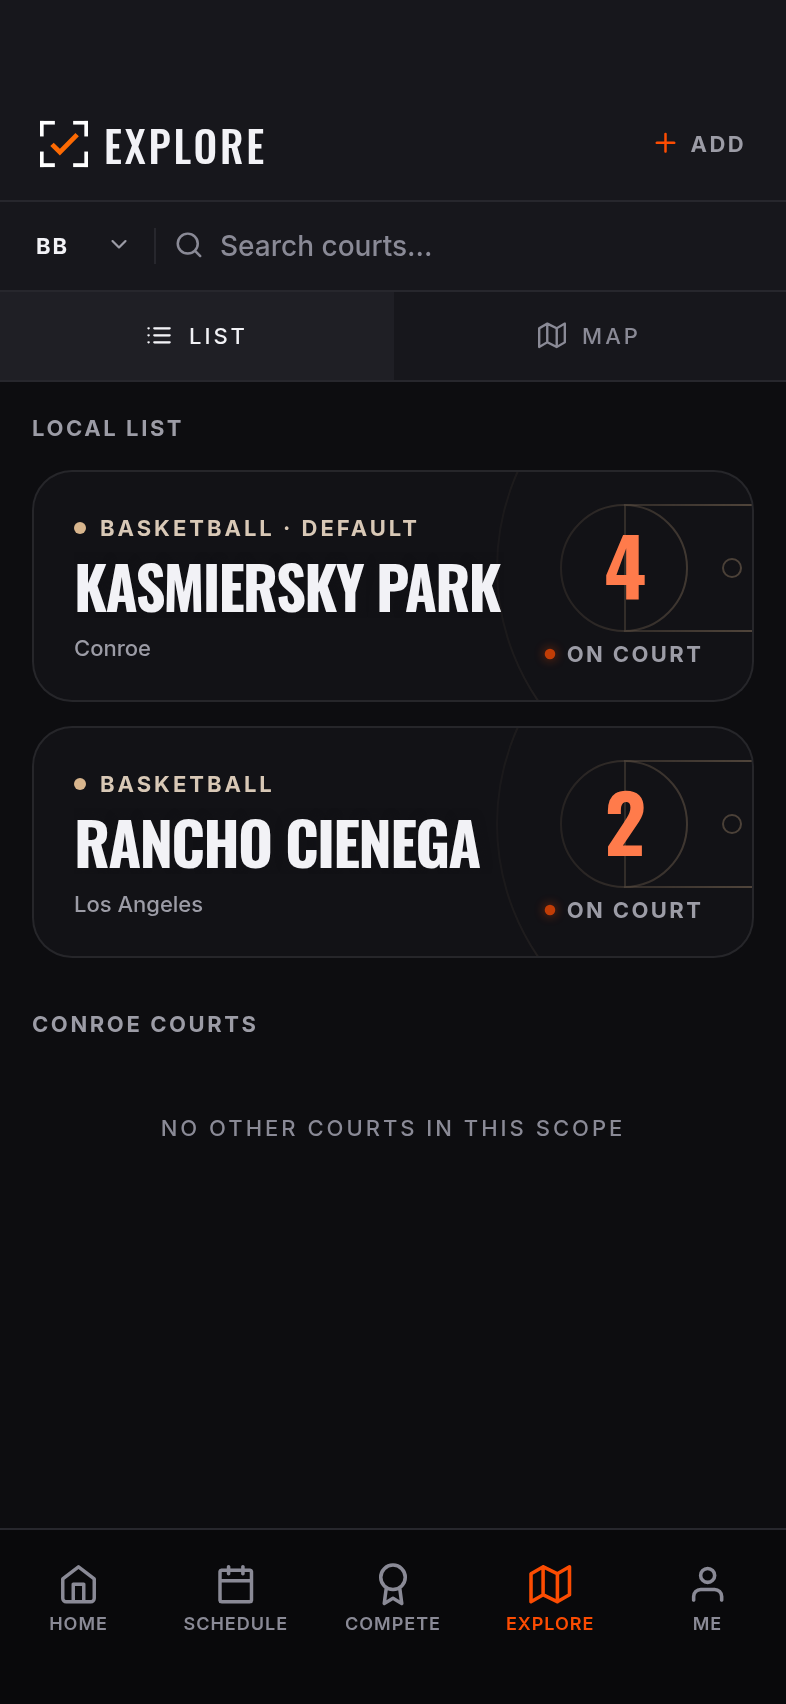 EXPLORE
+ ADD
BB
Search courts...
LIST
MAP
LOCAL LIST
BASKETBALL · DEFAULT
KASMIERSKY PARK
Conroe
4
ON COURT
BASKETBALL
RANCHO CIENEGA
Los Angeles
2
ON COURT
CONROE COURTS
NO OTHER COURTS IN THIS SCOPE
HOME
SCHEDULE
COMPETE
EXPLORE
ME